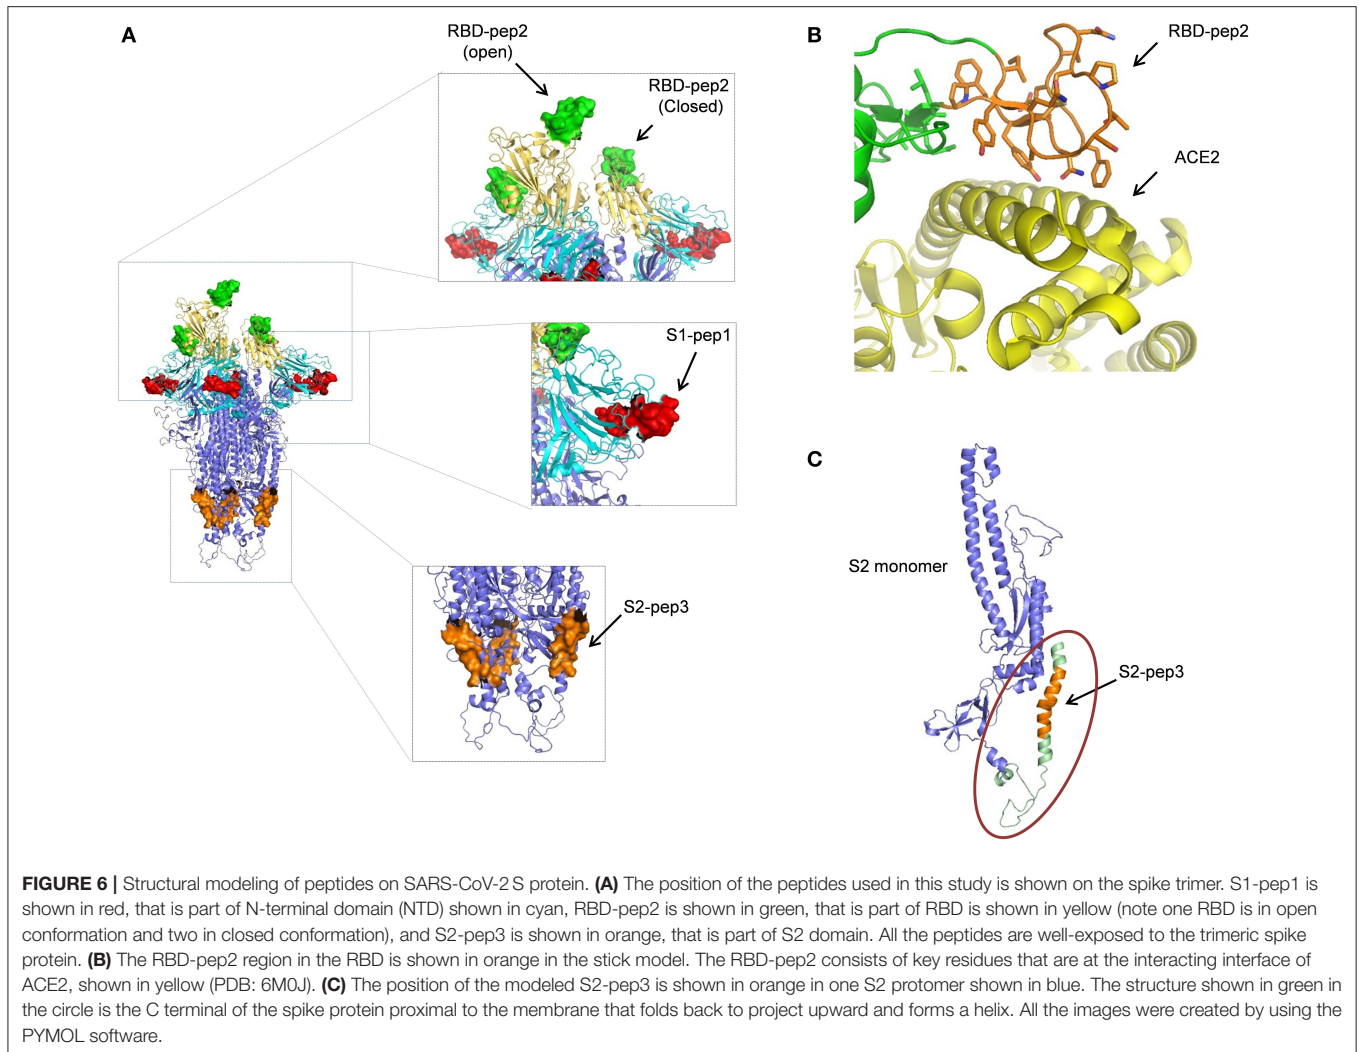 A
RBD-pep2
(open)
RBD-pep2
(Closed)
S1-pep1
S2-pep3
B
RBD-pep2
ACE2
C
S2 monomer
S2-pep3
FIGURE 6 | Structural modeling of peptides on SARS-CoV-2 S protein. (A) The position of the peptides used in this study is shown on the spike trimer. S1-pep1 is
shown in red, that is part of N-terminal domain (NTD) shown in cyan, RBD-pep2 is shown in green, that is part of RBD is shown in yellow (note one RBD is in open
conformation and two in closed conformation), and S2-pep3 is shown in orange, that is part of S2 domain. All the peptides are well-exposed to the trimeric spike
protein. (B) The RBD-pep2 region in the RBD is shown in orange in the stick model. The RBD-pep2 consists of key residues that are at the interacting interface of
ACE2, shown in yellow (PDB: 6M0J). (C) The position of the modeled S2-pep3 is shown in orange in one S2 protomer shown in blue. The structure shown in green in
the circle is the C terminal of the spike protein proximal to the membrane that folds back to project upward and forms a helix. All the images were created by using the
PYMOL software.